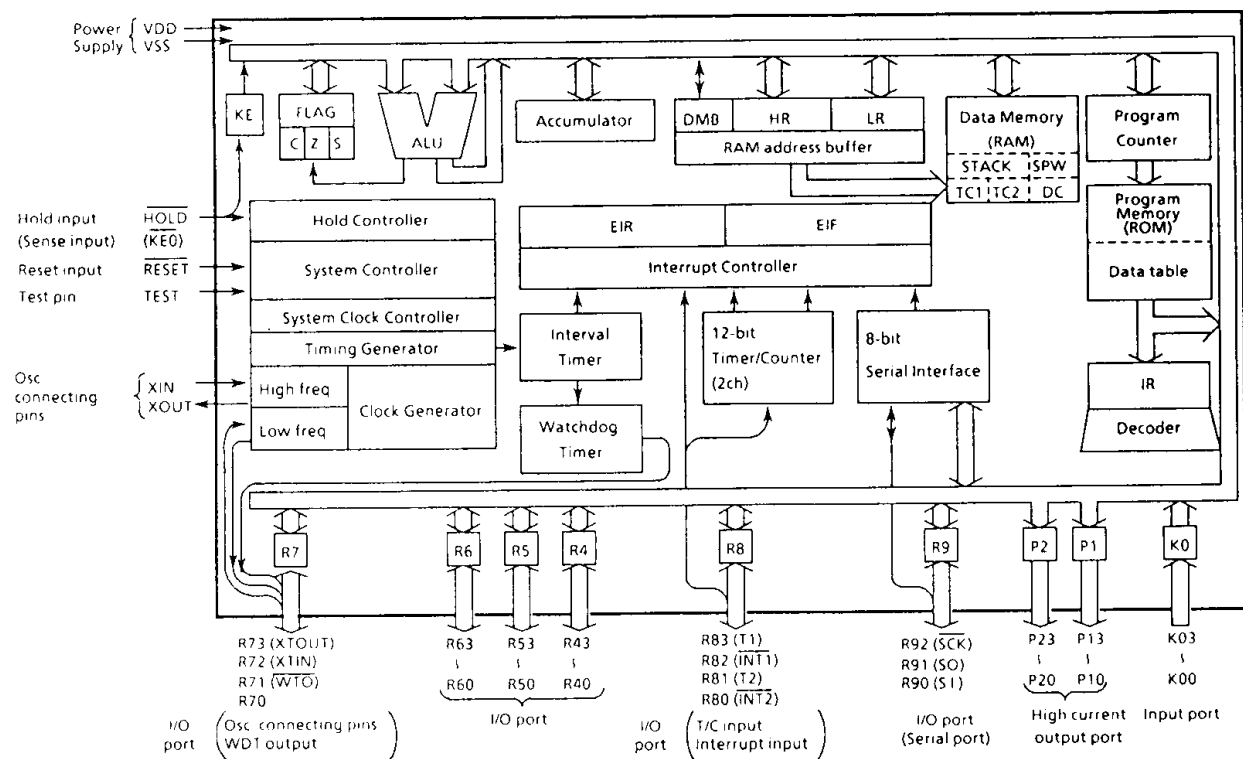 Power { VDD
Supply { VSS
KE
FLAG
C Z S
ALU
Accumulator
DMB HR LR
RAM address buffer
Data Memory
(RAM)
STACK SPW
TC1 TC2 DC
Program
Counter
Program
Memory
(ROM)
Data table
IR
Decoder
Hold input H̅O̅L̅D̅
(Sense input) (K̅E̅0̅)
Reset input R̅E̅S̅E̅T̅
Test pin TEST
Osc
connecting
pins
XIN
XOUT
Hold Controller
System Controller
System Clock Controller
Timing Generator
High freq
Low freq
Clock Generator
EIR EIF
Interrupt Controller
Interval
Timer
Watchdog
Timer
12-bit
Timer/Counter
(2ch)
8-bit
Serial Interface
R7 R6 R5 R4 R8 R9 P2 P1 K0
R73 (XTOUT)
R72 (XTIN)
R71 (W̅T̅O̅)
R70
I/O
port
(Osc connecting pins
WDT output)
R63 R53 R43
~ ~ ~
R60 R50 R40
I/O port
R83 (T1)
R82 (I̅N̅T̅1̅)
R81 (T2)
R80 (I̅N̅T̅2̅)
I/O
port
(T/C input
Interrupt input)
R92 (S̅C̅K̅)
R91 (SO)
R90 (SI)
I/O port
(Serial port)
P23 P13
~ ~
P20 P10
High current
output port
K03
~
K00
Input port